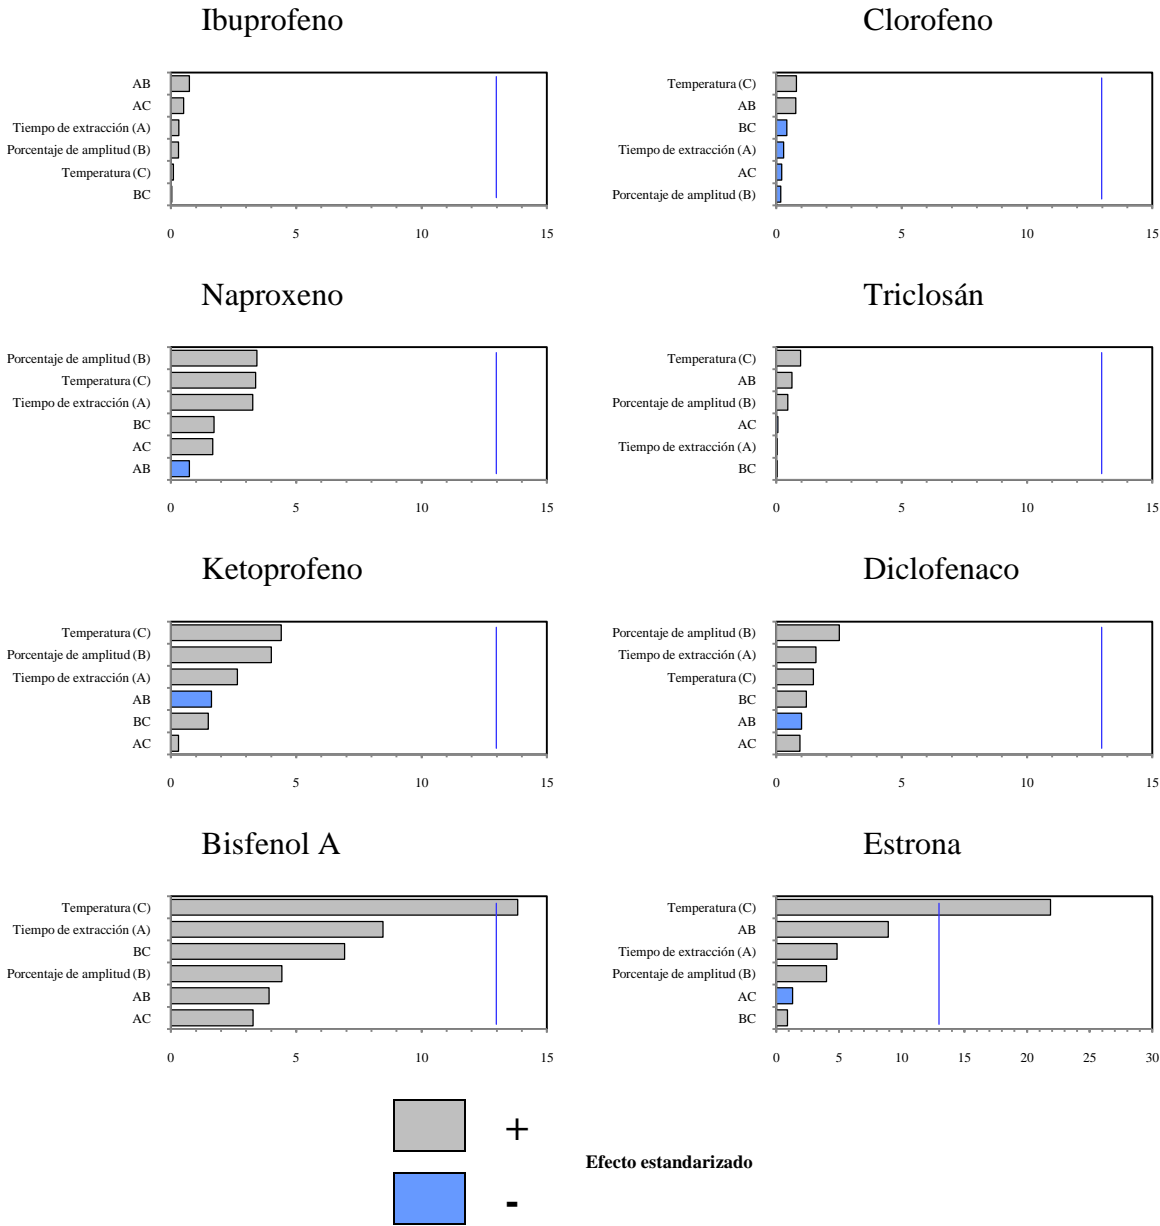 Ibuprofeno
AB
AC
Tiempo de extracción (A)
Porcentaje de amplitud (B)
Temperatura (C)
BC
0 5 10 15
Clorofeno
Temperatura (C)
AB
BC
Tiempo de extracción (A)
AC
Porcentaje de amplitud (B)
0 5 10 15
Naproxeno
Porcentaje de amplitud (B)
Temperatura (C)
Tiempo de extracción (A)
BC
AC
AB
0 5 10 15
Triclosán
Temperatura (C)
AB
Porcentaje de amplitud (B)
AC
Tiempo de extracción (A)
BC
0 5 10 15
Ketoprofeno
Temperatura (C)
Porcentaje de amplitud (B)
Tiempo de extracción (A)
AB
BC
AC
0 5 10 15
Diclofenaco
Porcentaje de amplitud (B)
Tiempo de extracción (A)
Temperatura (C)
BC
AB
AC
0 5 10 15
Bisfenol A
Temperatura (C)
Tiempo de extracción (A)
BC
Porcentaje de amplitud (B)
AB
AC
0 5 10 15
Estrona
Temperatura (C)
AB
Tiempo de extracción (A)
Porcentaje de amplitud (B)
AC
BC
0 5 10 15 20 25 30
+
Efecto estandarizado
-